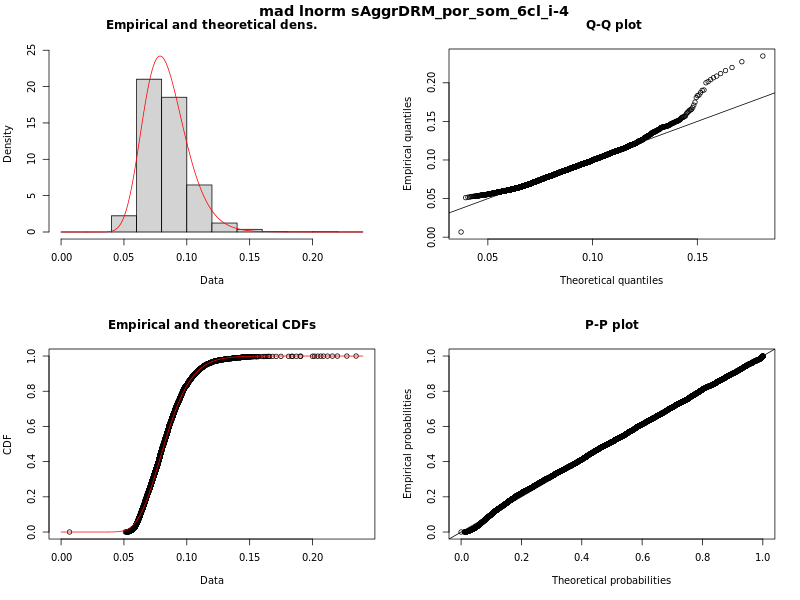 mad lnorm sAggrDRM_por_som_6cl_i-4
Empirical and theoretical dens.
Density
0 5 10 15 20 25
0.00 0.05 0.10 0.15 0.20
Data
Q-Q plot
Empirical quantiles
0.00 0.05 0.10 0.15 0.20
0.05 0.10 0.15
Theoretical quantiles
Empirical and theoretical CDFs
CDF
0.0 0.2 0.4 0.6 0.8 1.0
0.00 0.05 0.10 0.15 0.20
Data
P-P plot
Empirical probabilities
0.0 0.2 0.4 0.6 0.8 1.0
0.0 0.2 0.4 0.6 0.8 1.0
Theoretical probabilities